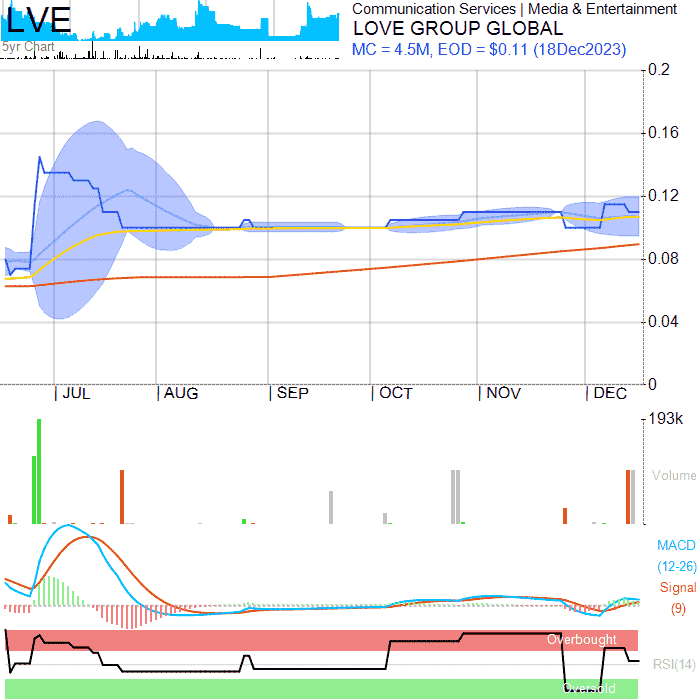 LVE
5yr Chart
Communication Services | Media & Entertainment
LOVE GROUP GLOBAL
MC = 4.5M, EOD = $0.11 (18Dec2023)
0.2
0.16
0.12
0.08
0.04
0
| JUL | AUG | SEP | OCT | NOV | DEC
193k
Volume
MACD
(12-26)
Signal
(9)
Overbought
RSI(14)
Oversold